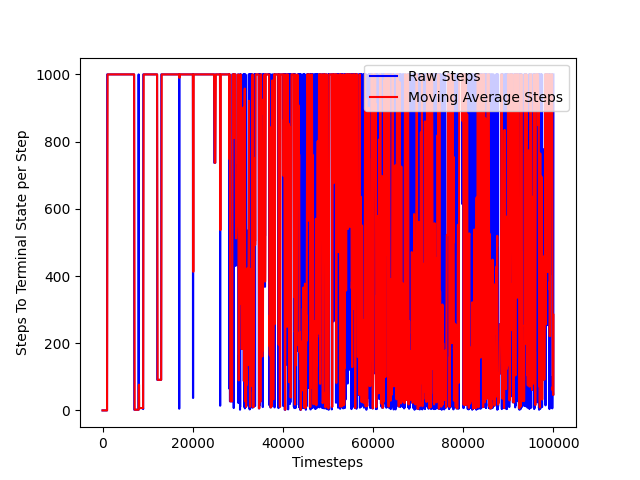 Raw Steps
Moving Average Steps
1000
800
600
400
200
0
Steps To Terminal State per Step
0 20000 40000 60000 80000 100000
Timesteps